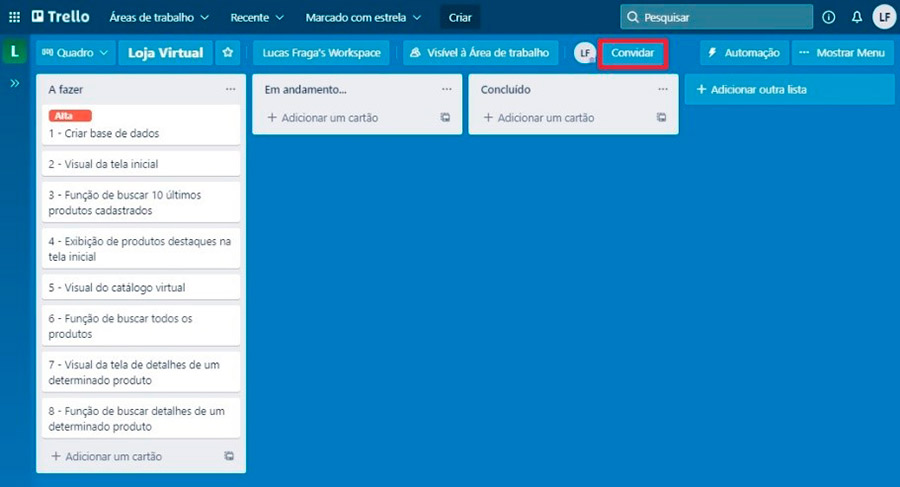 Trello Áreas de trabalho Recente Marcado com estrela Criar Pesquisar LF
L Quadro Loja Virtual Lucas Fraga's Workspace Visível à Área de trabalho LF Convidar Automação Mostrar Menu
A fazer
Alta
1 - Criar base de dados
2 - Visual da tela inicial
3 - Função de buscar 10 últimos
produtos cadastrados
4 - Exibição de produtos destaques na
tela inicial
5 - Visual do catálogo virtual
6 - Função de buscar todos os
produtos
7 - Visual da tela de detalhes de um
determinado produto
8 - Função de buscar detalhes de um
determinado produto
+ Adicionar um cartão
Em andamento...
+ Adicionar um cartão
Concluído
+ Adicionar um cartão
+ Adicionar outra lista